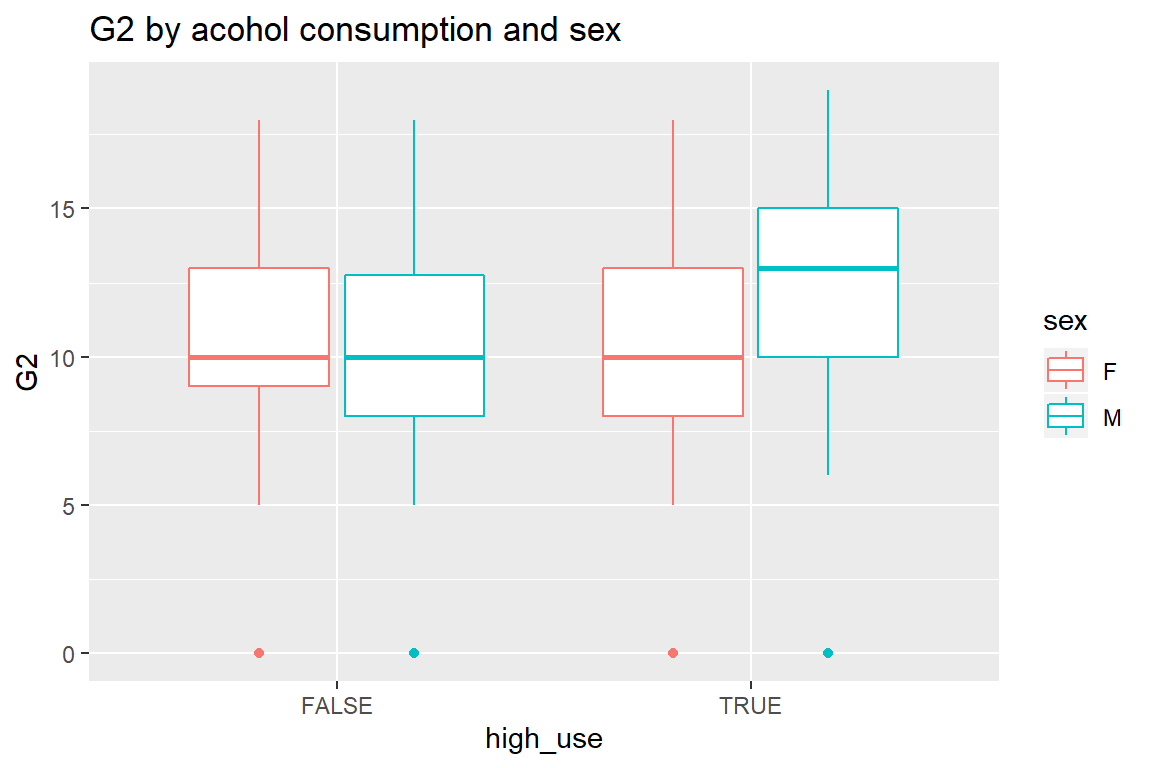 G2 by acohol consumption and sex
G2
15
10
5
0
FALSE
TRUE
high_use
sex
F
M